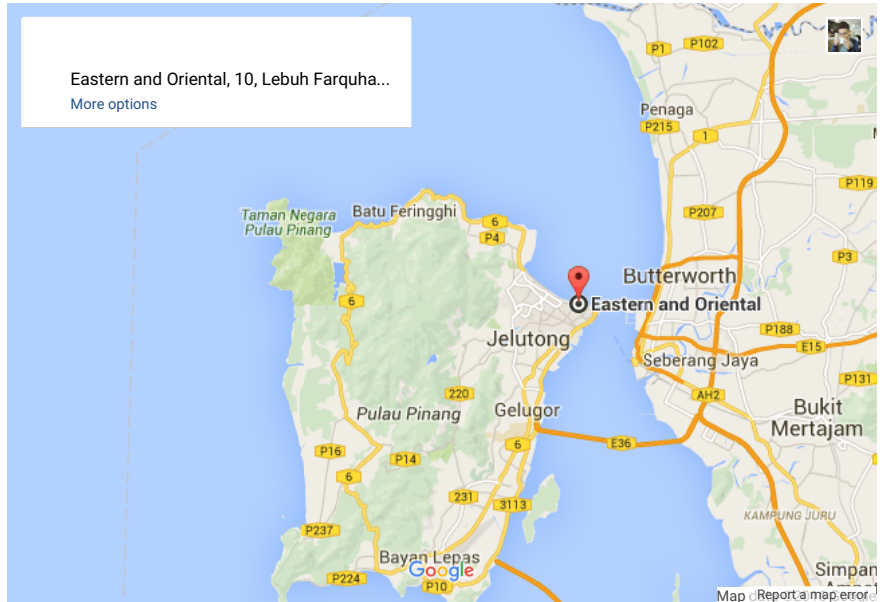 Eastern and Oriental, 10, Lebuh Farquha...
More options
P1
P102
Penaga
P215
1
P119
Taman Negara
Pulau Pinang
Batu Feringghi
6
P4
P207
P3
Butterworth
Eastern and Oriental
6
Jelutong
P188
E15
Seberang Jaya
P131
220
AH2
Pulau Pinang
Gelugor
Bukit
Mertajam
6
E36
P16
P14
6
231
3113
P237
KAMPUNG JURU
Bayan Lepas
Google
P224
P10
Simpan
Map
Report a map error